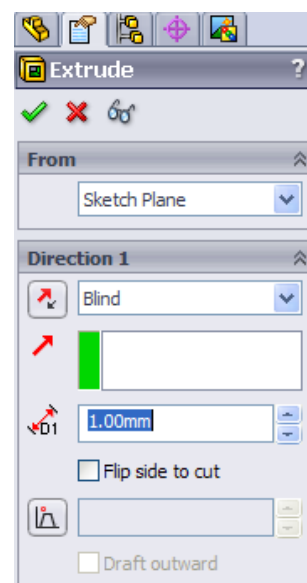 Extrude
?
From
Sketch Plane
Direction 1
Blind
D1
1.00mm
Flip side to cut
Draft outward